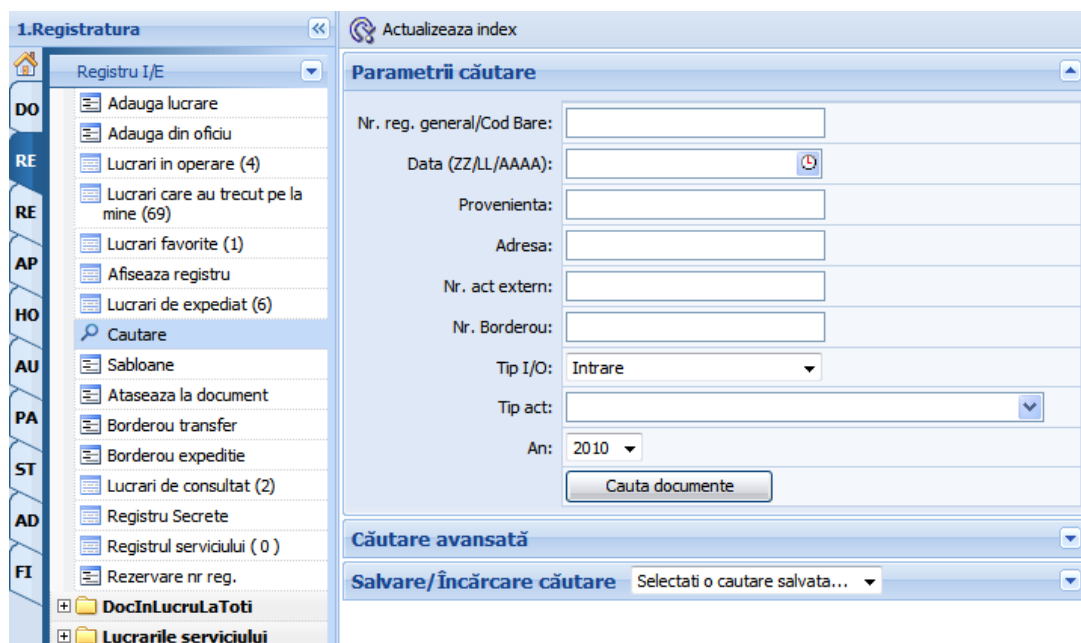 1.Registratura
Registru I/E
DO
RE
RE
AP
HO
AU
PA
ST
AD
FI
Adauga lucrare
Adauga din oficiu
Lucrari in operare (4)
Lucrari care au trecut pe la
mine (69)
Lucrari favorite (1)
Afiseaza registru
Lucrari de expediat (6)
Cautare
Sabloane
Ataseaza la document
Borderou transfer
Borderou expeditie
Lucrari de consultat (2)
Registru Secrete
Registrul serviciului ( 0 )
Rezervare nr reg.
DocInLucruLaToti
Lucrarile serviciului
Actualizeaza index
Parametrii căutare
Nr. reg. general/Cod Bare:
Data (ZZ/LL/AAAA):
Provenienta:
Adresa:
Nr. act extern:
Nr. Borderou:
Tip I/O: Intrare
Tip act:
An: 2010
Cauta documente
Căutare avansată
Salvare/Încărcare căutare Selectati o cautare salvata...